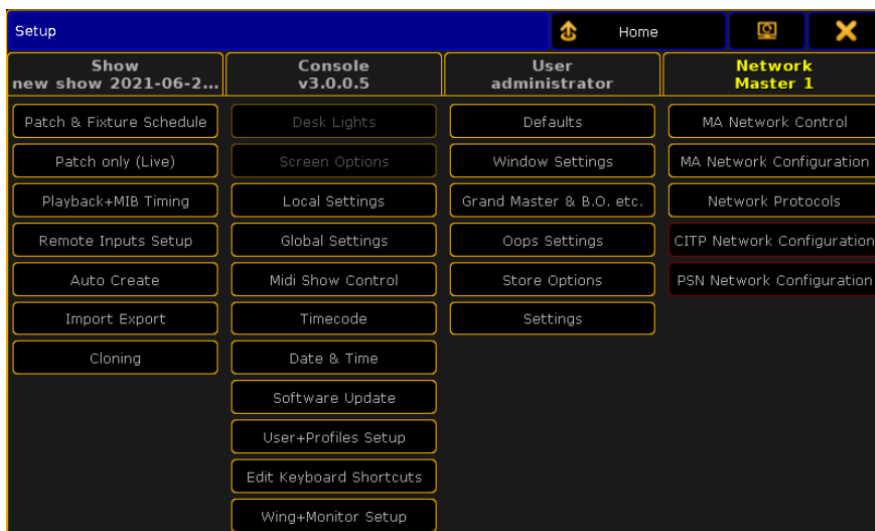 Setup
Home
Show
new show 2021-06-2...
Console
v3.0.0.5
User
administrator
Network
Master 1
Patch & Fixture Schedule
Patch only (Live)
Playback+MIB Timing
Remote Inputs Setup
Auto Create
Import Export
Cloning
Desk Lights
Screen Options
Local Settings
Global Settings
Midi Show Control
Timecode
Date & Time
Software Update
User+Profiles Setup
Edit Keyboard Shortcuts
Wing+Monitor Setup
Defaults
Window Settings
Grand Master & B.O. etc.
Oops Settings
Store Options
Settings
MA Network Control
MA Network Configuration
Network Protocols
CITP Network Configuration
PSN Network Configuration